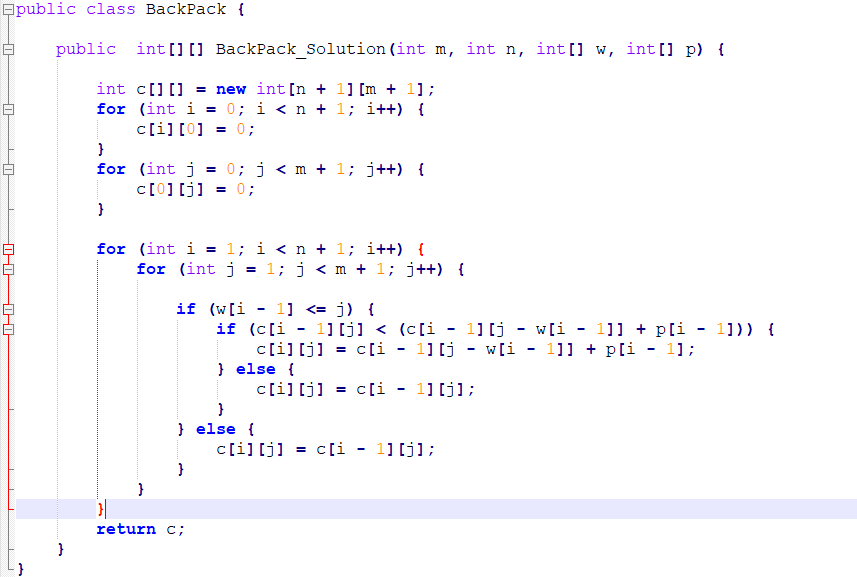 public class BackPack {
public  int[][] BackPack_Solution(int m, int n, int[] w, int[] p) {
int c[][] = new int[n + 1][m + 1];
for (int i = 0; i < n + 1; i++) {
c[i][0] = 0;
}
for (int j = 0; j < m + 1; j++) {
c[0][j] = 0;
}
for (int i = 1; i < n + 1; i++) {
for (int j = 1; j < m + 1; j++) {
if (w[i - 1] <= j) {
if (c[i - 1][j] < (c[i - 1][j - w[i - 1]] + p[i - 1])) {
c[i][j] = c[i - 1][j - w[i - 1]] + p[i - 1];
} else {
c[i][j] = c[i - 1][j];
}
} else {
c[i][j] = c[i - 1][j];
}
}
}
return c;
}
}